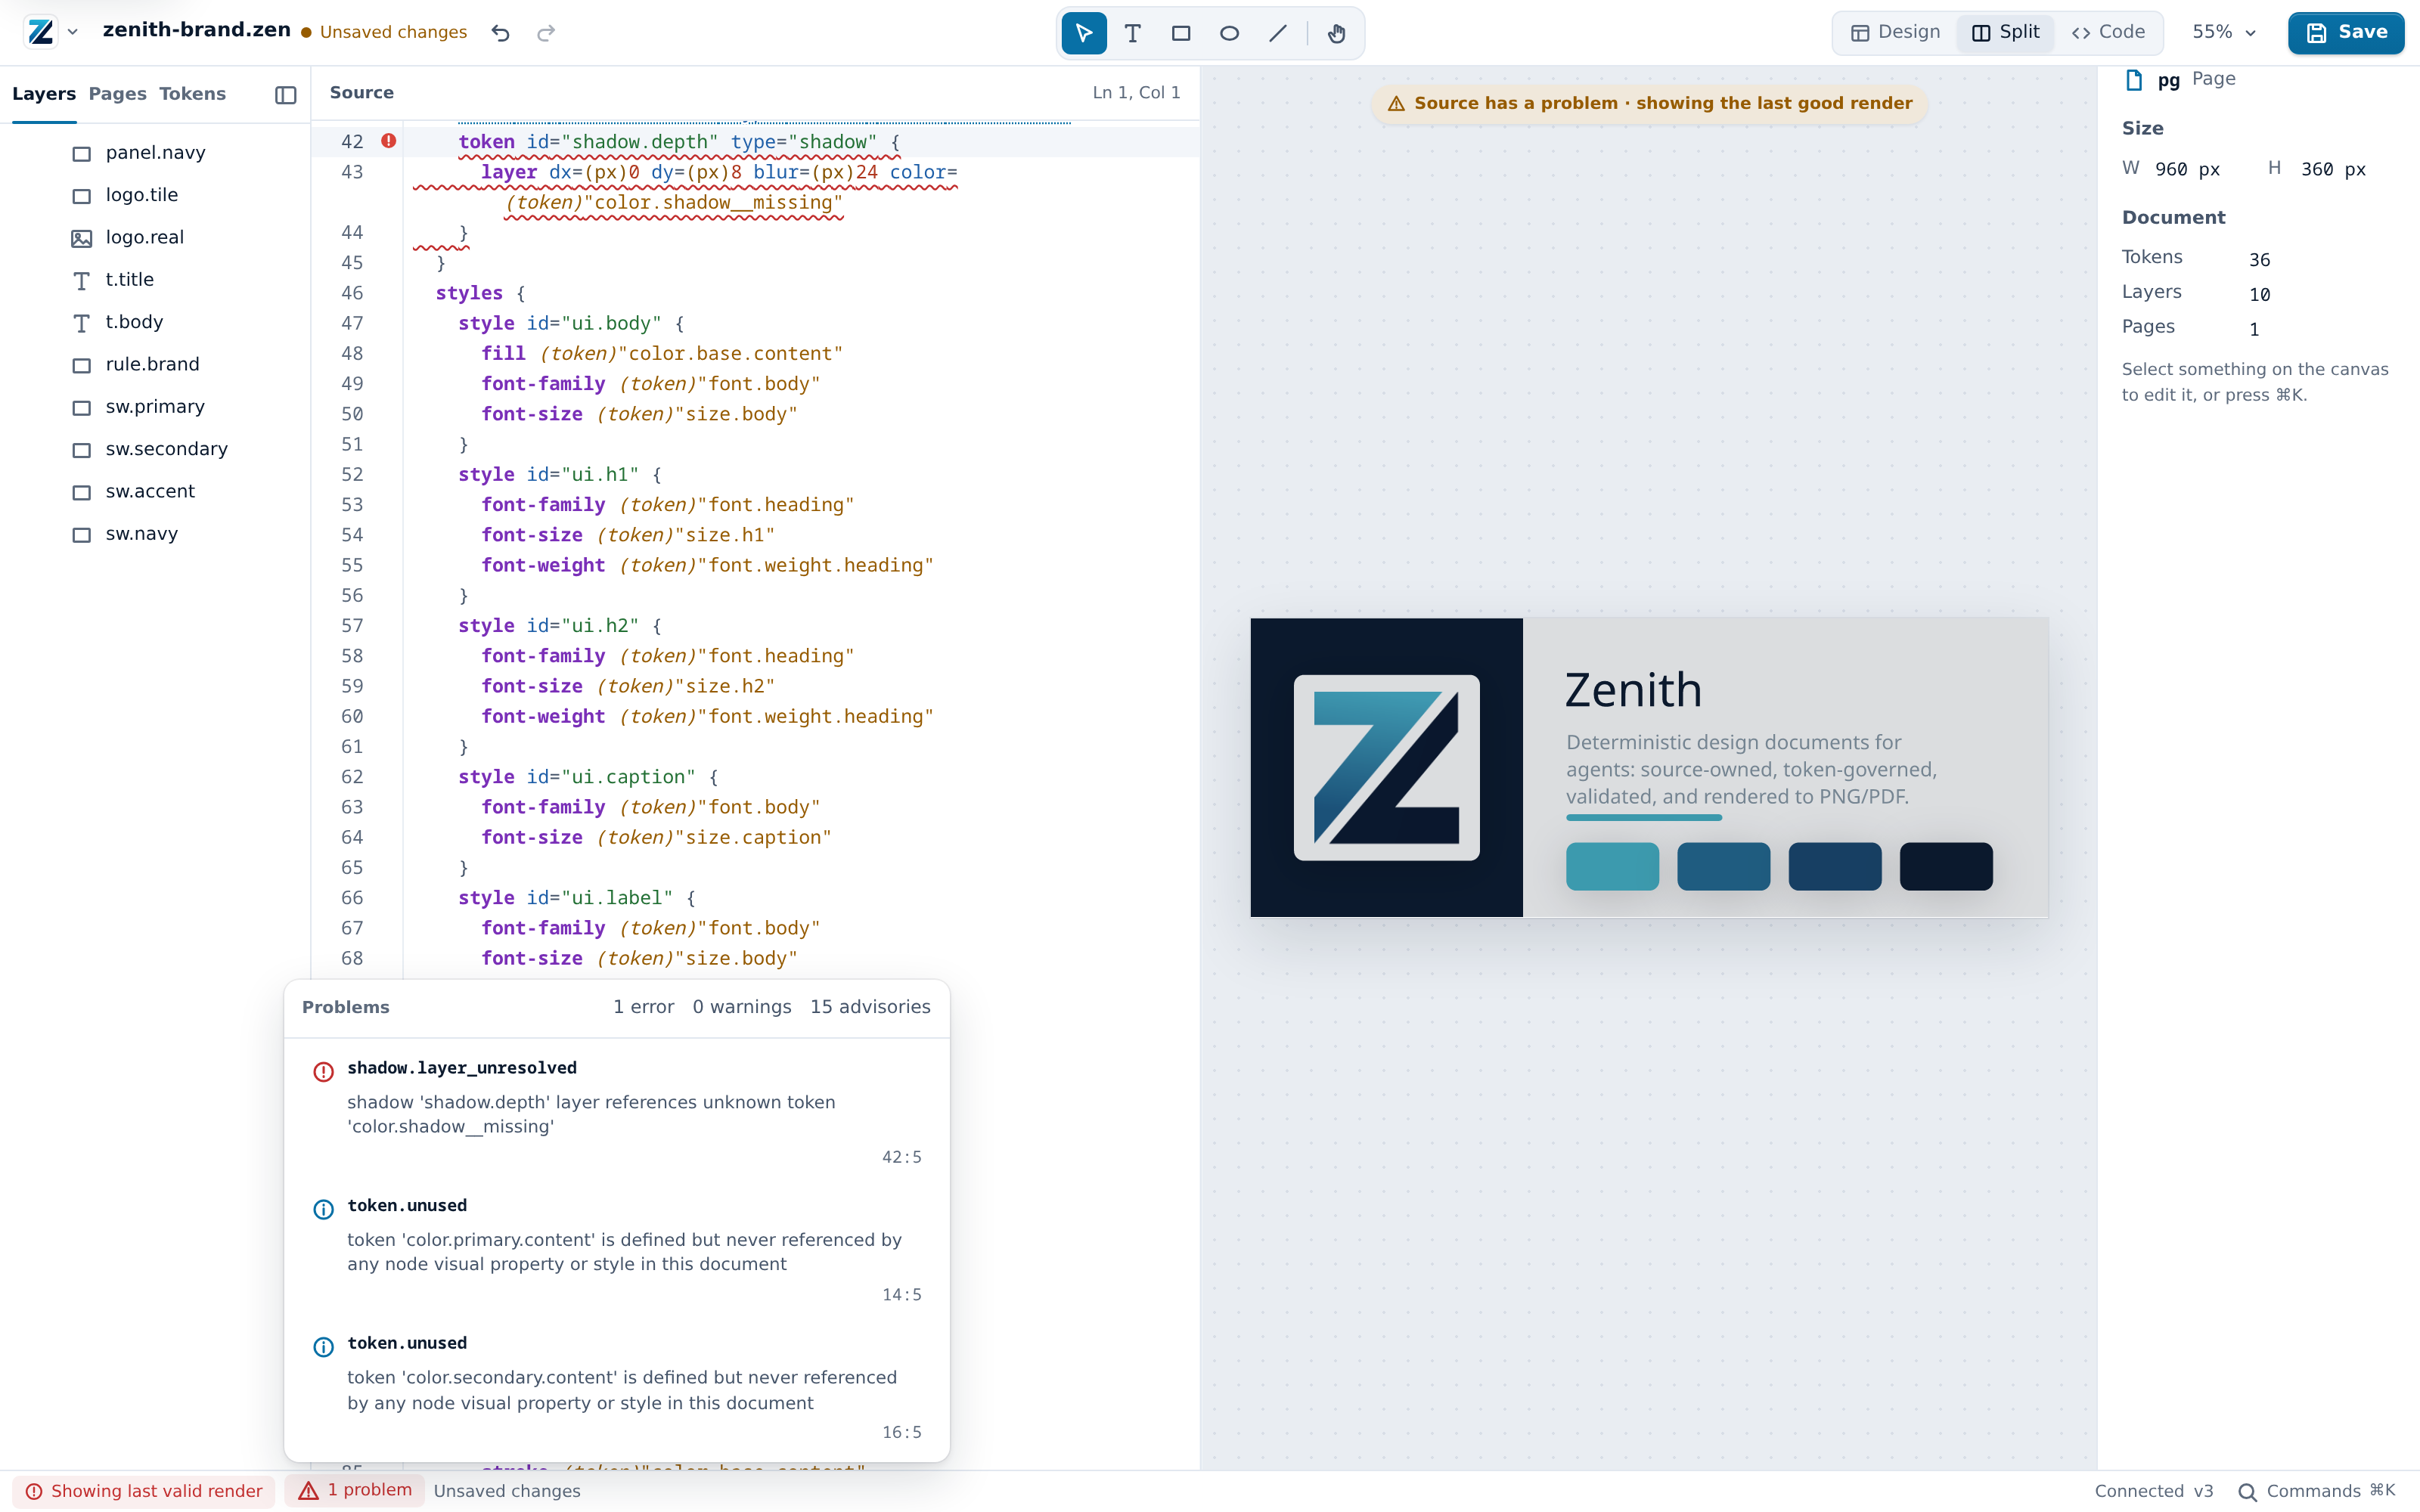 zenith-brand.zen
Unsaved changes
Design
Split
Code
55%
Save
Layers
Pages
Tokens
panel.navy
logo.tile
logo.real
t.title
t.body
rule.brand
sw.primary
sw.secondary
sw.accent
sw.navy
Source
Ln 1, Col 1
42 token id="shadow.depth" type="shadow" {
43 layer dx=(px)0 dy=(px)8 blur=(px)24 color=
(token)"color.shadow__missing"
44 }
45 }
46 styles {
47 style id="ui.body" {
48 fill (token)"color.base.content"
49 font-family (token)"font.body"
50 font-size (token)"size.body"
51 }
52 style id="ui.h1" {
53 font-family (token)"font.heading"
54 font-size (token)"size.h1"
55 font-weight (token)"font.weight.heading"
56 }
57 style id="ui.h2" {
58 font-family (token)"font.heading"
59 font-size (token)"size.h2"
60 font-weight (token)"font.weight.heading"
61 }
62 style id="ui.caption" {
63 font-family (token)"font.body"
64 font-size (token)"size.caption"
65 }
66 style id="ui.label" {
67 font-family (token)"font.body"
68 font-size (token)"size.body"
Problems
1 error 0 warnings 15 advisories
shadow.layer_unresolved
shadow 'shadow.depth' layer references unknown token
'color.shadow__missing'
42:5
token.unused
token 'color.primary.content' is defined but never referenced by
any node visual property or style in this document
14:5
token.unused
token 'color.secondary.content' is defined but never referenced
by any node visual property or style in this document
16:5
85 stroke (token)"color.base.content"
Source has a problem · showing the last good render
Zenith
Deterministic design documents for
agents: source-owned, token-governed,
validated, and rendered to PNG/PDF.
pg Page
Size
W 960 px H 360 px
Document
Tokens 36
Layers 10
Pages 1
Select something on the canvas
to edit it, or press ⌘K.
Showing last valid render
1 problem
Unsaved changes
Connected v3
Commands ⌘K